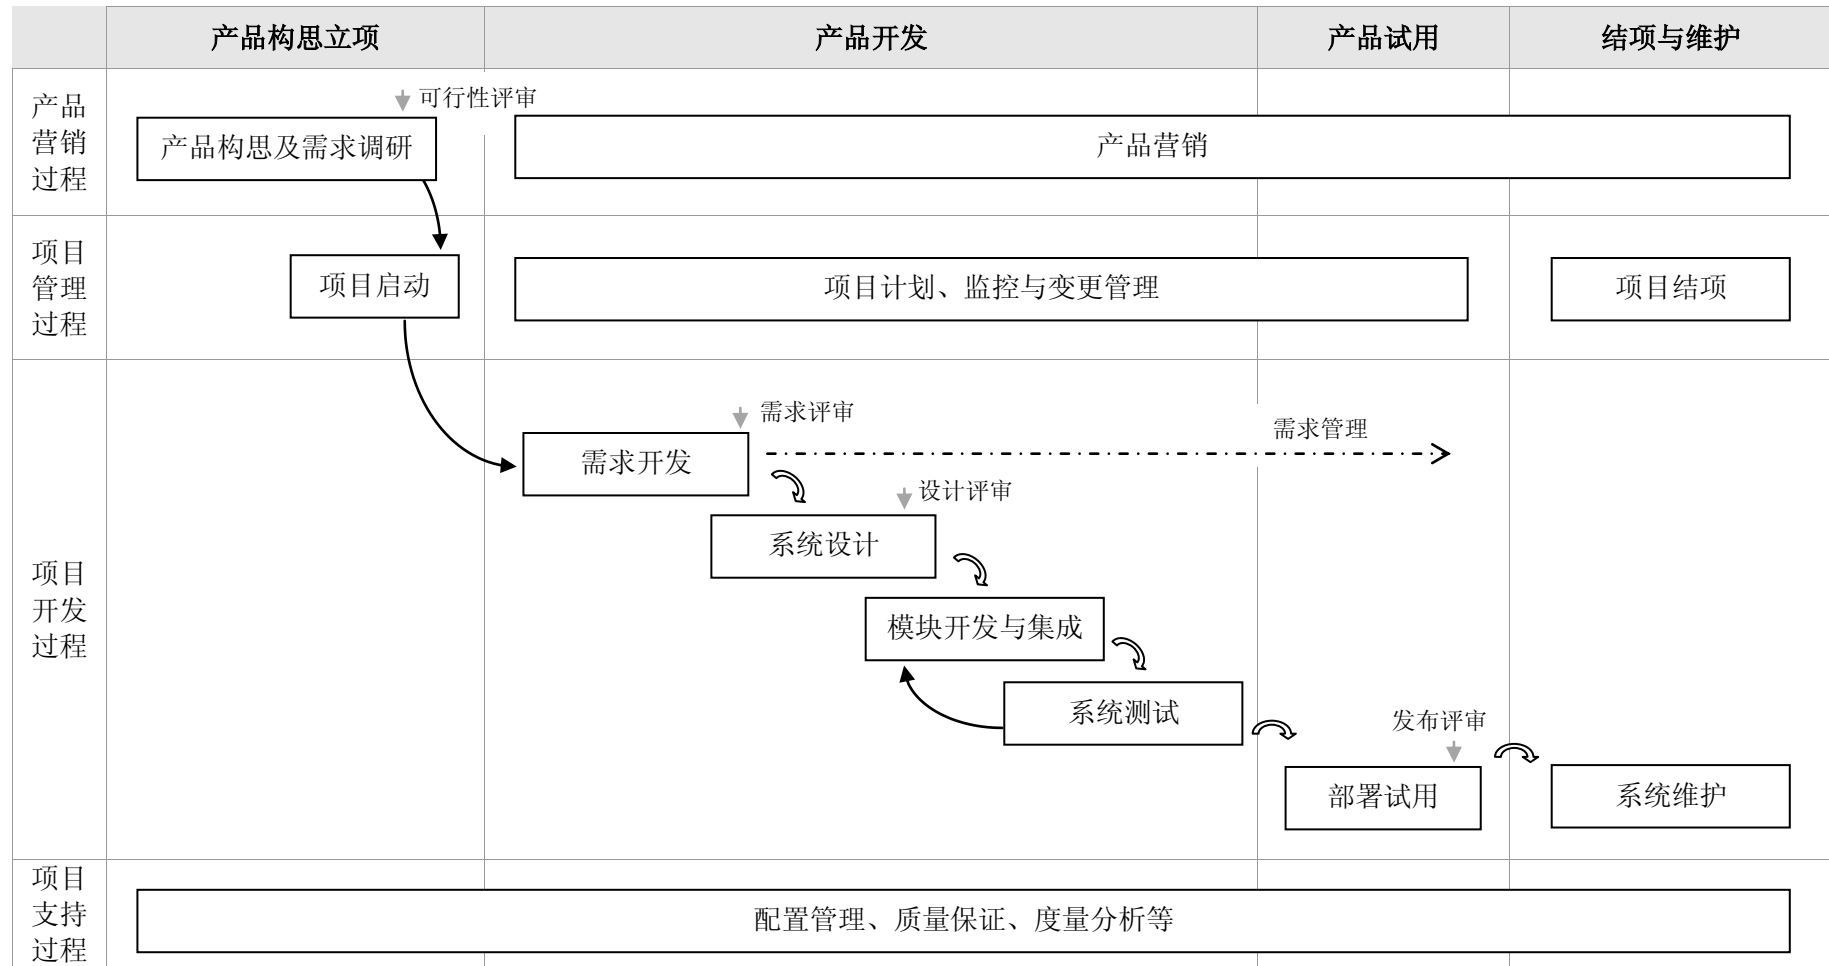 产品构思立项 产品开发 产品试用 结项与维护
产品
营销
过程
可行性评审
产品构思及需求调研
产品营销
项目
管理
过程
项目启动
项目计划、监控与变更管理
项目结项
项目
开发
过程
需求评审
需求管理
需求开发
设计评审
系统设计
模块开发与集成
系统测试
发布评审
部署试用
系统维护
项目
支持
过程
配置管理、质量保证、度量分析等